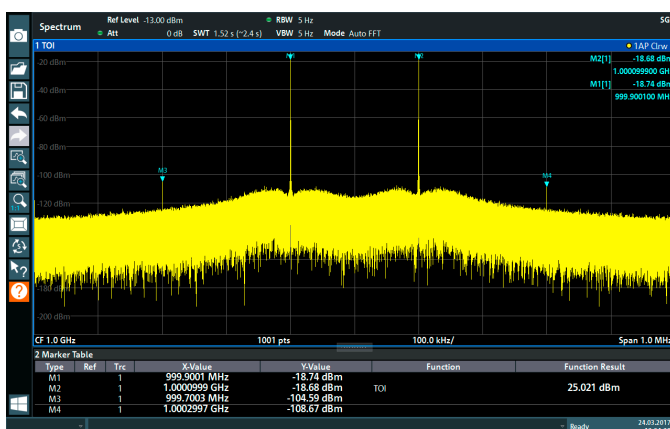 Spectrum
Ref Level -13.00 dBm RBW 5 Hz SG
Att 0 dB SWT 1.52 s (~2.4 s) VBW 5 Hz Mode Auto FFT
1 TOI 1AP Clrw
M2[1] -18.68 dBm
1.000099900 GH
M1[1] -18.74 dBm
999.900100 MH
-20 dBm
-40 dBm
-60 dBm
-80 dBm
-100 dBm
-120 dBm
-180 dBm
-200 dBm
M3
M4
CF 1.0 GHz 1001 pts 100.0 kHz/ Span 1.0 MHz
2 Marker Table
Type Ref Trc X-Value Y-Value Function Function Result
M1 1 999.9001 MHz -18.74 dBm
M2 1 1.0000999 GHz -18.68 dBm TOI 25.021 dBm
M3 1 999.7003 MHz -104.59 dBm
M4 1 1.0002997 GHz -108.67 dBm
Ready 24.03.201